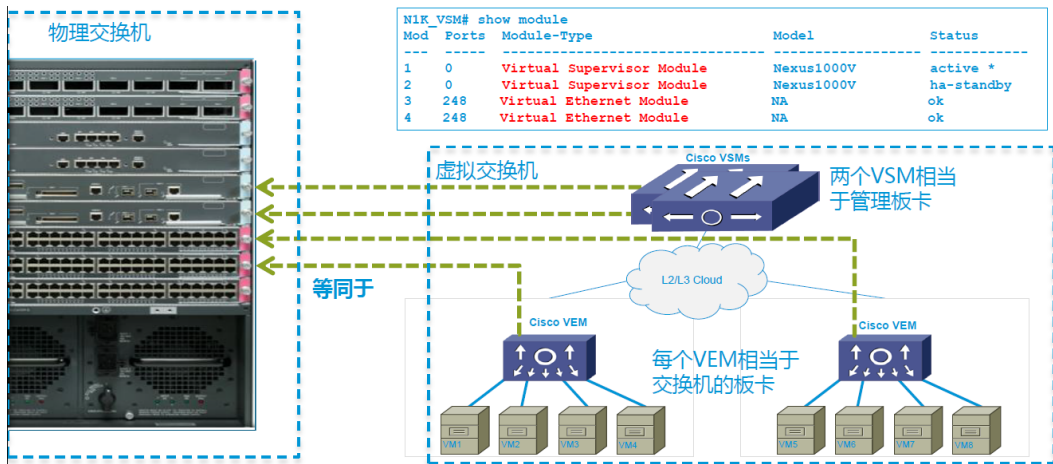 物理交换机
N1K_VSM# show module
Mod Ports Module-Type Model Status
--- ----- -------------------------------- ------------------ ------------
1 0 Virtual Supervisor Module Nexus1000V active *
2 0 Virtual Supervisor Module Nexus1000V ha-standby
3 248 Virtual Ethernet Module NA ok
4 248 Virtual Ethernet Module NA ok
虚拟交换机
Cisco VSMs
两个VSM相当
于管理板卡
L2/L3 Cloud
等同于
Cisco VEM
Cisco VEM
每个VEM相当于
交换机的板卡
VM1
VM2
VM3
VM4
VM5
VM6
VM7
VM8